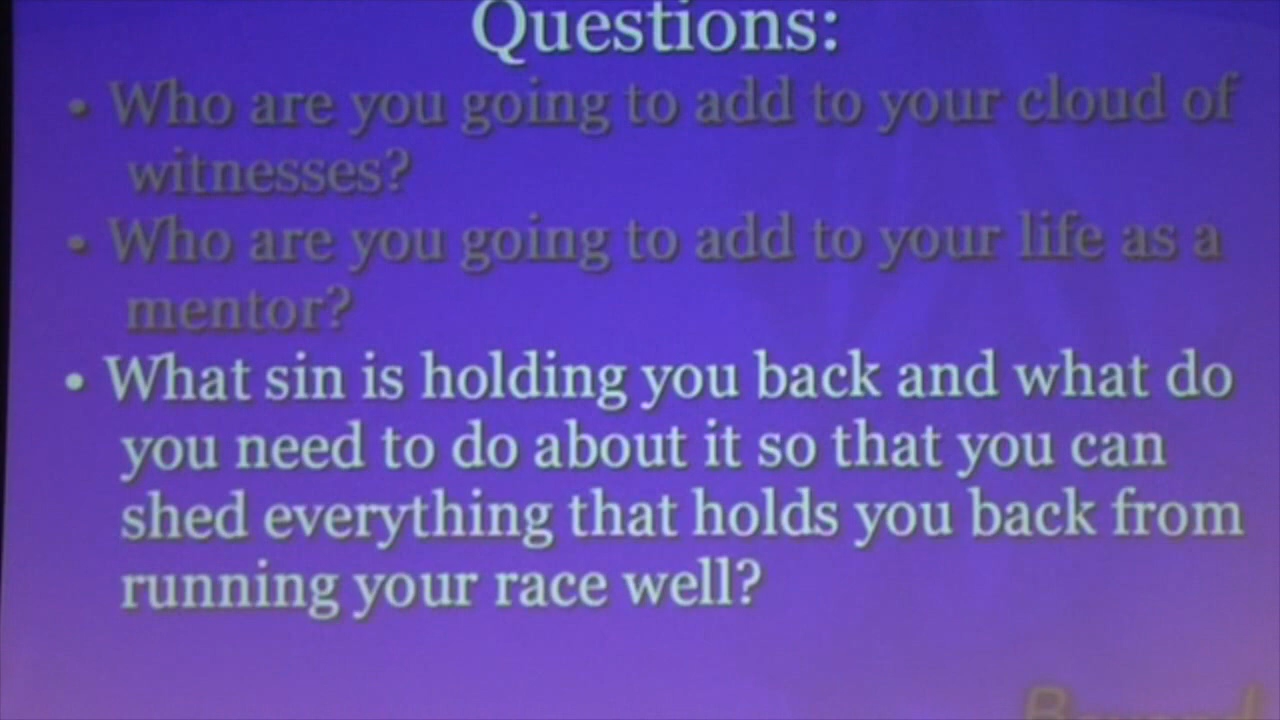 Questions:
• Who are you going to add to your cloud of
witnesses?
• Who are you going to add to your life as a
mentor?
• What sin is holding you back and what do
you need to do about it so that you can
shed everything that holds you back from
running your race well?